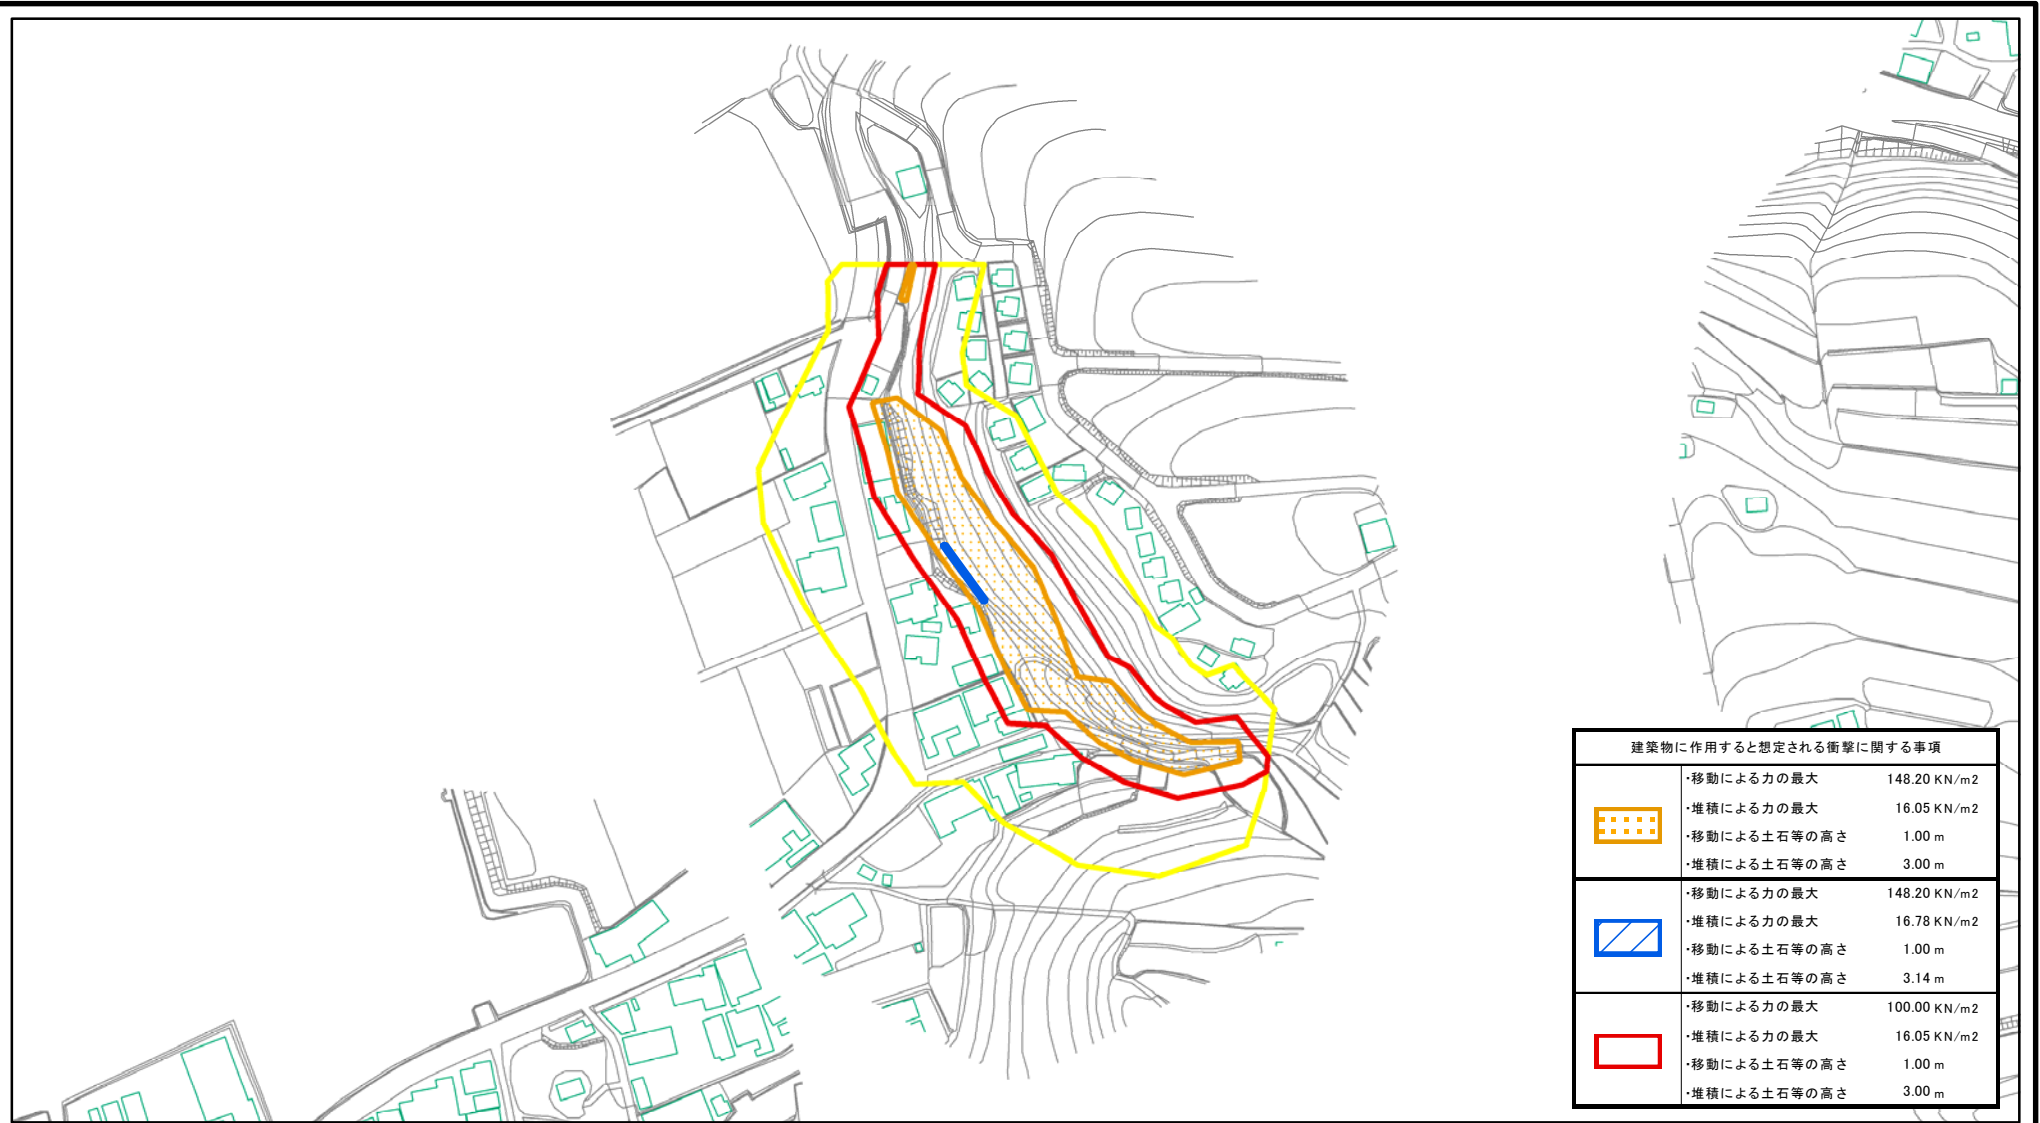 建築物に作用すると想定される衝撃に関する事項
・移動による力の最大 148.20 KN/m2
・堆積による力の最大 16.05 KN/m2
・移動による土石等の高さ 1.00 m
・堆積による土石等の高さ 3.00 m
・移動による力の最大 148.20 KN/m2
・堆積による力の最大 16.78 KN/m2
・移動による土石等の高さ 1.00 m
・堆積による土石等の高さ 3.14 m
・移動による力の最大 100.00 KN/m2
・堆積による力の最大 16.05 KN/m2
・移動による土石等の高さ 1.00 m
・堆積による土石等の高さ 3.00 m